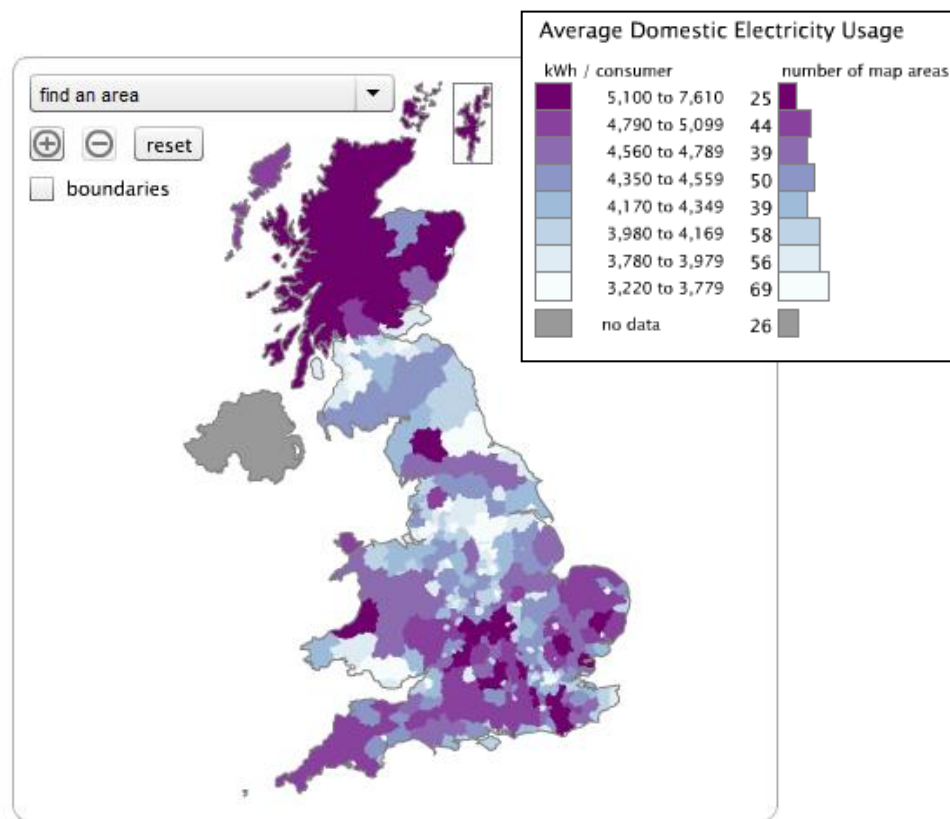 Average Domestic Electricity Usage
kWh / consumer number of map areas
5,100 to 7,610 25
4,790 to 5,099 44
4,560 to 4,789 39
4,350 to 4,559 50
4,170 to 4,349 39
3,980 to 4,169 58
3,780 to 3,979 56
3,220 to 3,779 69
no data 26
find an area
reset
boundaries